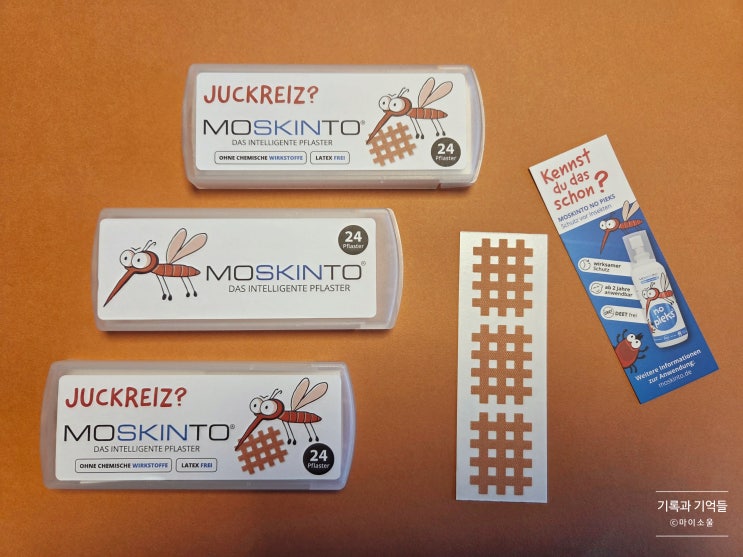 JUCKREIZ?
MOSKINTO®
DAS INTELLIGENTE PFLASTER
OHNE CHEMISCHE WIRKSTOFFE
LATEX FREI
24
Pflaster
24
Pflaster
MOSKINTO®
DAS INTELLIGENTE PFLASTER
JUCKREIZ?
MOSKINTO®
DAS INTELLIGENTE PFLASTER
OHNE CHEMISCHE WIRKSTOFFE
LATEX FREI
24
Pflaster
Kennst
du das
schon?
MOSKINTO NO PIEKS
Schutz vor Insekten
wirksamer
Schutz
ab 2 Jahre
anwendbar
DEET frei
no
pieks
Weitere Informationen
zur Anwendung:
moskinto.de
기록과 기억들
©마이소울